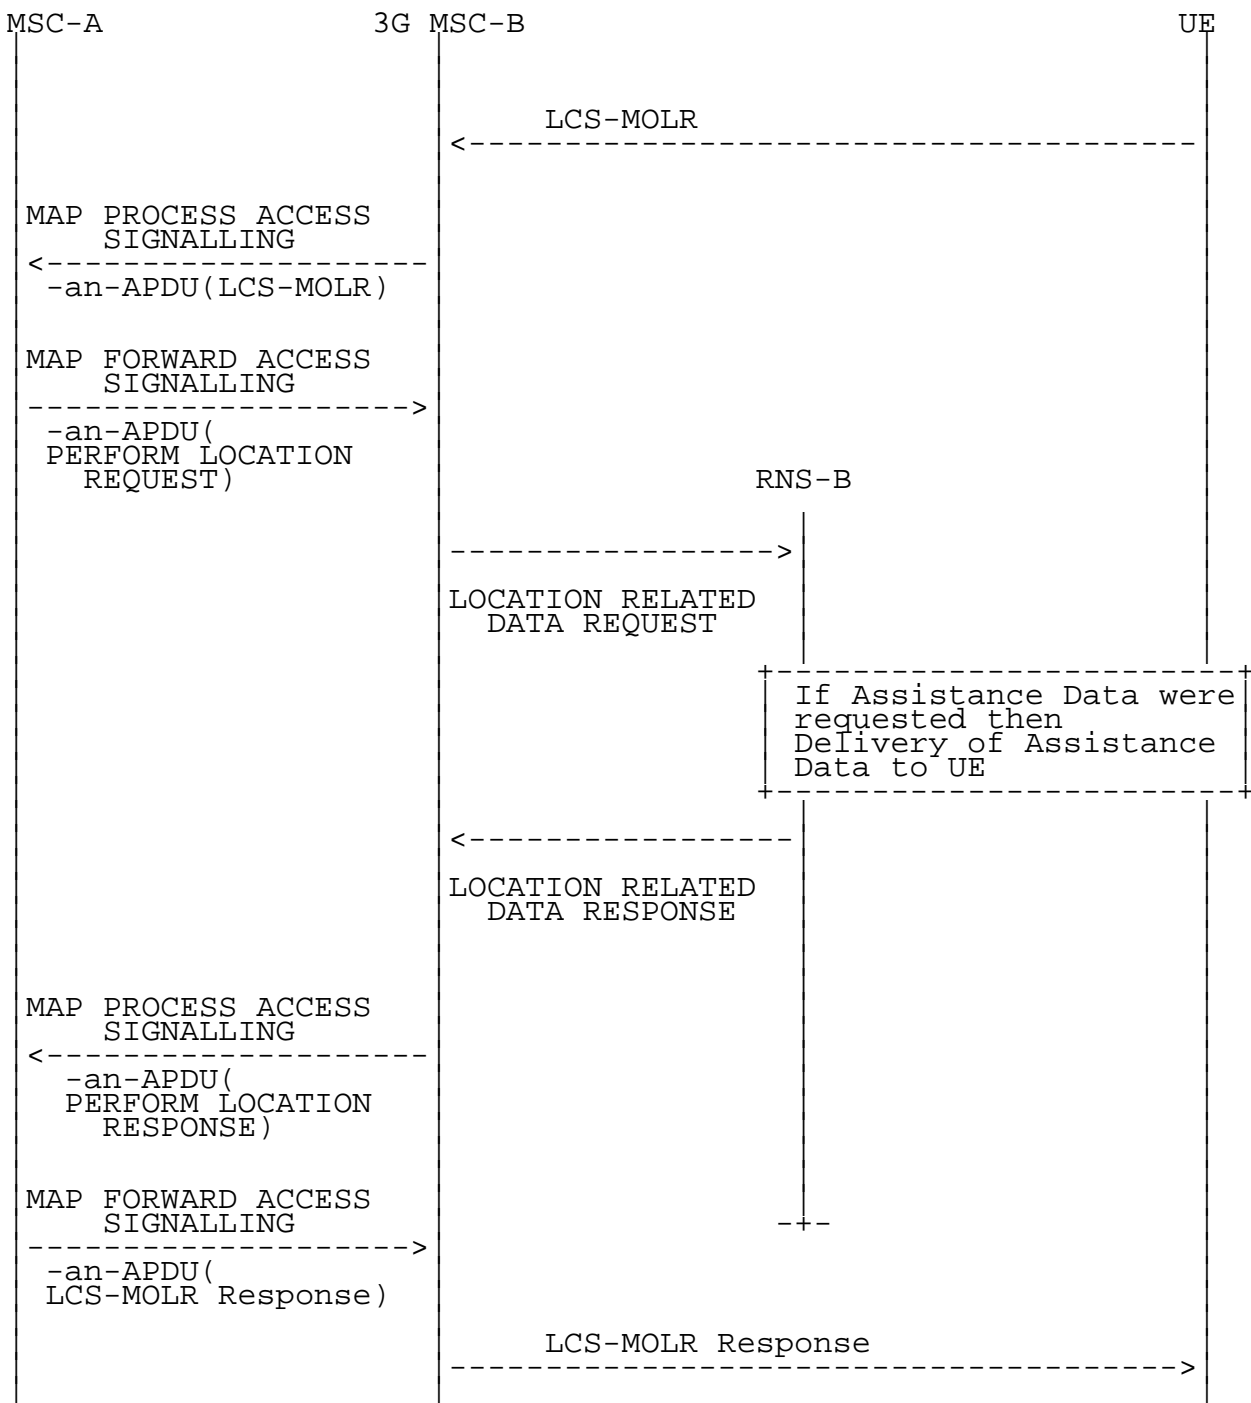 MSC-A 3G MSC-B UE
LCS-MOLR
MAP PROCESS ACCESS
SIGNALLING
-an-APDU(LCS-MOLR)
MAP FORWARD ACCESS
SIGNALLING
-an-APDU(
PERFORM LOCATION
REQUEST)
RNS-B
LOCATION RELATED
DATA REQUEST
If Assistance Data were
requested then
Delivery of Assistance
Data to UE
LOCATION RELATED
DATA RESPONSE
MAP PROCESS ACCESS
SIGNALLING
-an-APDU(
PERFORM LOCATION
RESPONSE)
MAP FORWARD ACCESS
SIGNALLING
-an-APDU(
LCS-MOLR Response)
LCS-MOLR Response